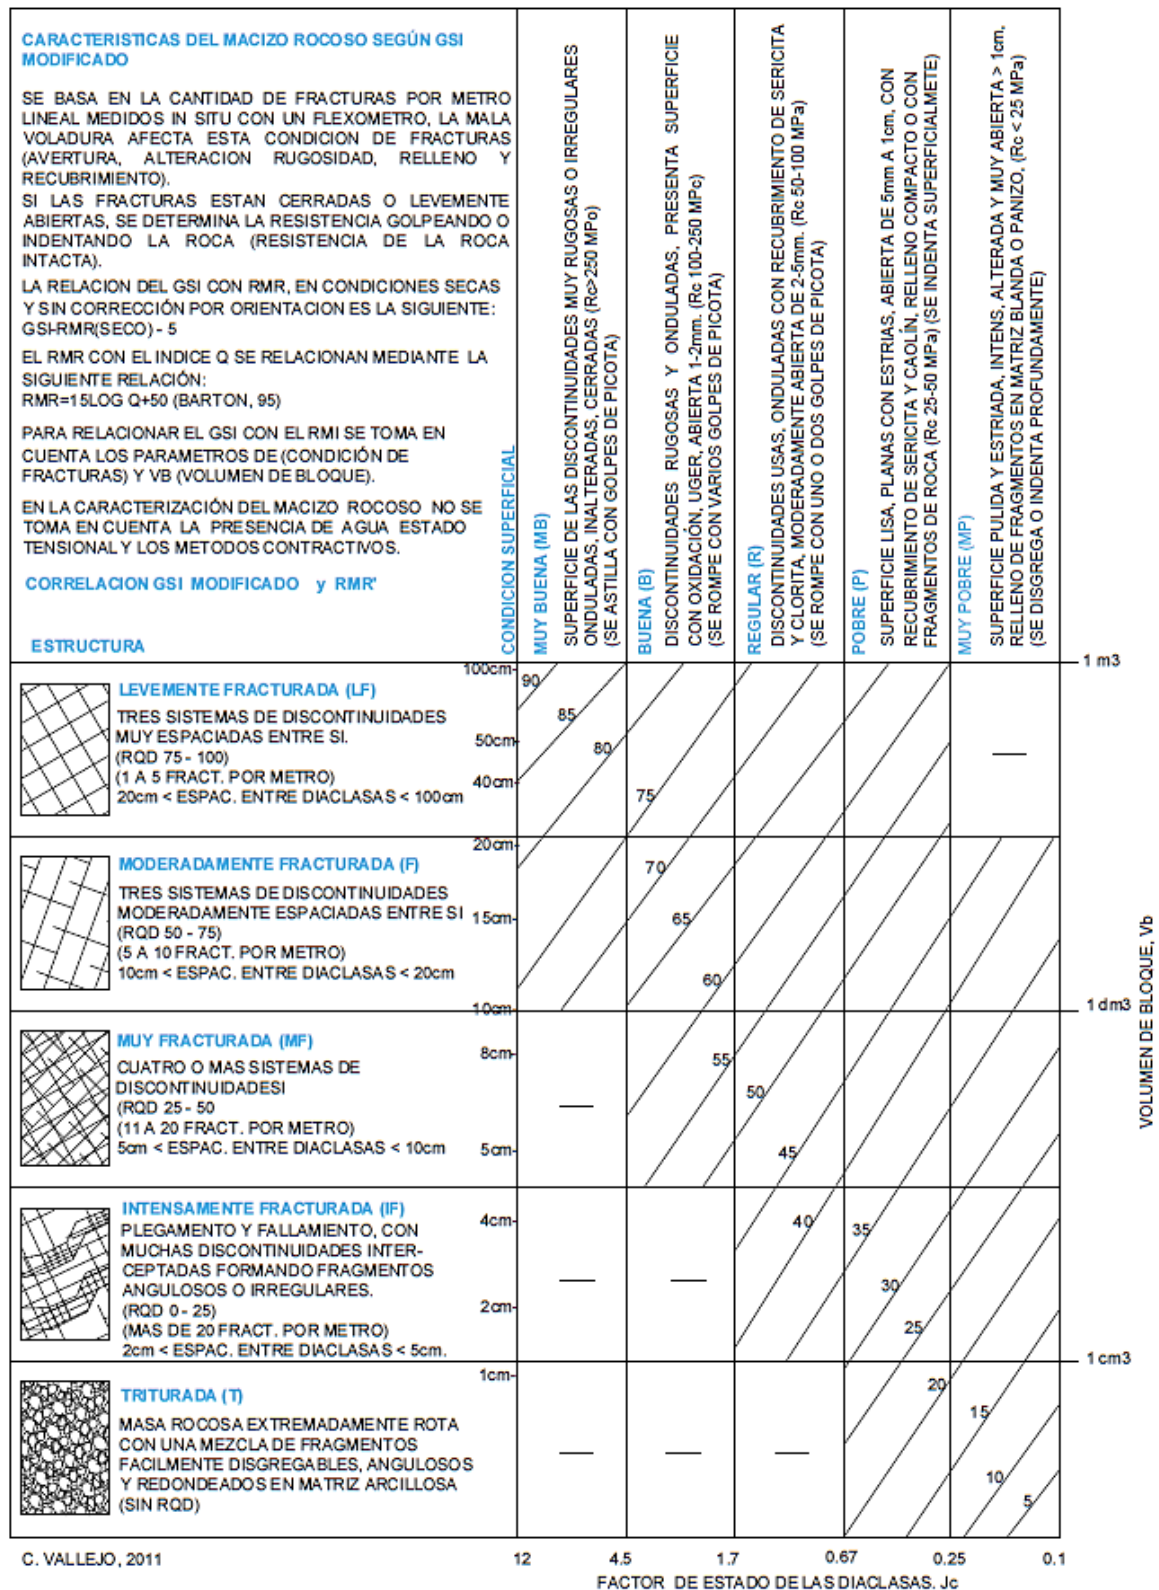 CARACTERISTICAS DEL MACIZO ROCOSO SEGÚN GSI
MODIFICADO
SE BASA EN LA CANTIDAD DE FRACTURAS POR METRO
LINEAL MEDIDOS IN SITU CON UN FLEXOMETRO, LA MALA
VOLADURA AFECTA ESTA CONDICION DE FRACTURAS
(AVERTURA, ALTERACION RUGOSIDAD, RELLENO Y
RECUBRIMIENTO).
SI LAS FRACTURAS ESTAN CERRADAS O LEVEMENTE
ABIERTAS, SE DETERMINA LA RESISTENCIA GOLPEANDO O
INDENTANDO LA ROCA (RESISTENCIA DE LA ROCA
INTACTA).
LA RELACION DEL GSI CON RMR, EN CONDICIONES SECAS
Y SIN CORRECCIÓN POR ORIENTACION ES LA SIGUIENTE:
GSI-RMR(SECO) - 5
EL RMR CON EL INDICE Q SE RELACIONAN MEDIANTE LA
SIGUIENTE RELACIÓN:
RMR=15LOG Q+50 (BARTON, 95)
PARA RELACIONAR EL GSI CON EL RMI SE TOMA EN
CUENTA LOS PARAMETROS DE (CONDICIÓN DE
FRACTURAS) Y VB (VOLUMEN DE BLOQUE).
EN LA CARACTERIZACIÓN DEL MACIZO ROCOSO NO SE
TOMA EN CUENTA LA PRESENCIA DE AGUA ESTADO
TENSIONAL Y LOS METODOS CONTRACTIVOS.
CORRELACION GSI MODIFICADO y RMR'
ESTRUCTURA
CONDICION SUPERFICIAL
MUY BUENA (MB)
SUPERFICIE DE LAS DISCONTINUIDADES MUY RUGOSAS O IRREGULARES
ONDULADAS, INALTERADAS, CERRADAS (Rc>250 MPo)
(SE ASTILLA CON GOLPES DE PICOTA)
BUENA (B)
DISCONTINUIDADES RUGOSAS Y ONDULADAS, PRESENTA SUPERFICIE
CON OXIDACIÓN, UGER, ABIERTA 1-2mm. (Rc 100-250 MPc)
(SE ROMPE CON VARIOS GOLPES DE PICOTA)
REGULAR (R)
DISCONTINUIDADES USAS, ONDULADAS CON RECUBRIMIENTO DE SERICITA
Y CLORITA, MODERADAMENTE ABIERTA DE 2-5mm. (Rc 50-100 MPa)
(SE ROMPE CON UNO O DOS GOLPES DE PICOTA)
POBRE (P)
SUPERFICIE LISA, PLANAS CON ESTRIAS, ABIERTA DE 5mm A 1cm, CON
RECUBRIMIENTO DE SERICITA Y CAOLÍN, RELLENO COMPACTO O CON
FRAGMENTOS DE ROCA (Rc 25-50 MPa) (SE INDENTA SUPERFICIALMETE)
MUY POBRE (MP)
SUPERFICIE PULIDA Y ESTRIADA, INTENS, ALTERADA Y MUY ABIERTA > 1cm,
RELLENO DE FRAGMENTOS EN MATRIZ BLANDA O PANIZO, (Rc < 25 MPa)
(SE DISGREGA O INDENTA PROFUNDAMENTE)
100cm
1 m3
90
LEVEMENTE FRACTURADA (LF)
TRES SISTEMAS DE DISCONTINUIDADES
MUY ESPACIADAS ENTRE SI.
(RQD 75 - 100)
(1 A 5 FRACT. POR METRO)
20cm < ESPAC. ENTRE DIACLASAS < 100cm
85
50cm
80
40cm
75
20cm
MODERADAMENTE FRACTURADA (F)
TRES SISTEMAS DE DISCONTINUIDADES
MODERADAMENTE ESPACIADAS ENTRE SI
(RQD 50 - 75)
(5 A 10 FRACT. POR METRO)
10cm < ESPAC. ENTRE DIACLASAS < 20cm
70
15cm
65
60
10cm
1 dm3
MUY FRACTURADA (MF)
CUATRO O MAS SISTEMAS DE
DISCONTINUIDADESI
(RQD 25 - 50
(11 A 20 FRACT. POR METRO)
5cm < ESPAC. ENTRE DIACLASAS < 10cm
8cm
55
50
5cm
45
INTENSAMENTE FRACTURADA (IF)
PLEGAMENTO Y FALLAMIENTO, CON
MUCHAS DISCONTINUIDADES INTER-
CEPTADAS FORMANDO FRAGMENTOS
ANGULOSOS O IRREGULARES.
(RQD 0 - 25)
(MAS DE 20 FRACT. POR METRO)
2cm < ESPAC. ENTRE DIACLASAS < 5cm.
4cm
40
35
30
2cm
25
1 cm3
1cm
TRITURADA (T)
MASA ROCOSA EXTREMADAMENTE ROTA
CON UNA MEZCLA DE FRAGMENTOS
FACILMENTE DISGREGABLES, ANGULOSOS
Y REDONDEADOS EN MATRIZ ARCILLOSA
(SIN RQD)
20
15
10
5
VOLUMEN DE BLOQUE, Vb
C. VALLEJO, 2011
12 4.5 1.7 0.67 0.25 0.1
FACTOR DE ESTADO DE LAS DIACLASAS. Jc